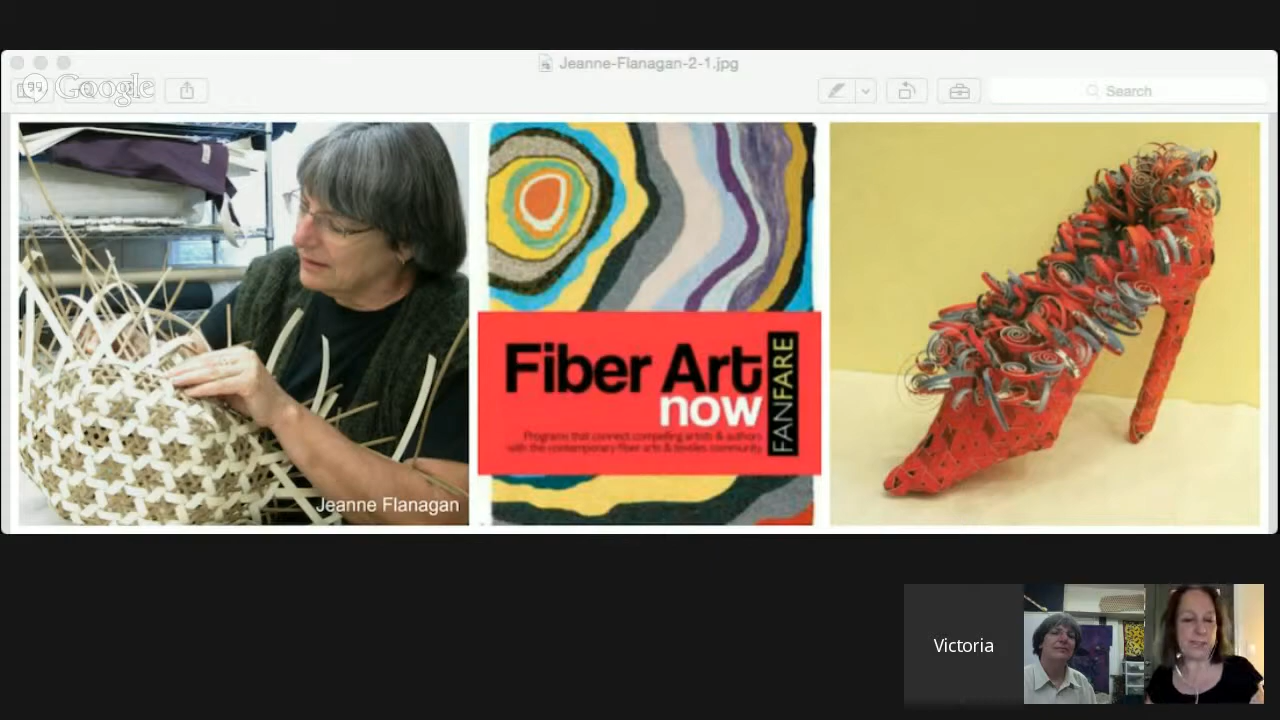 Jeanne-Flanagan-2-1.jpg
Google
Search
Fiber Art
now
FANFARE
Programs that connect compelling artists & authors
with the contemporary fiber arts & textiles community
Jeanne Flanagan
Victoria